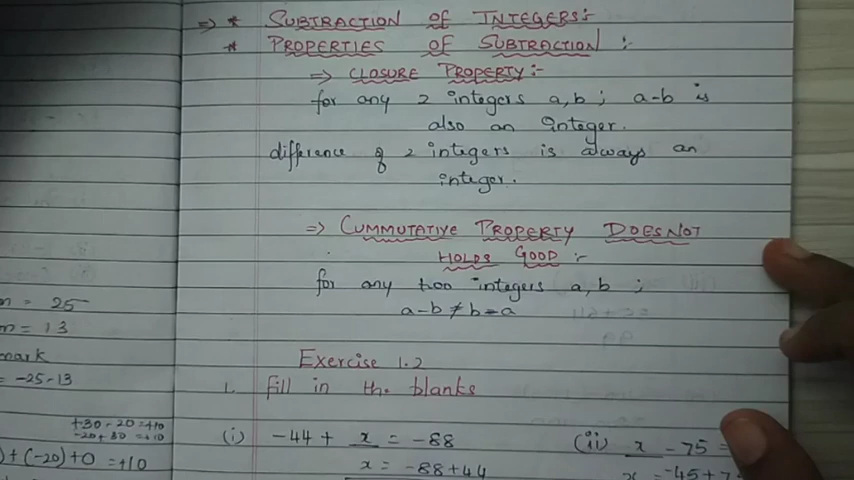 ⇒ * SUBTRACTION OF INTEGERS:-
* PROPERTIES OF SUBTRACTION :-
⇒ CLOSURE PROPERTY:-
for any 2 integers a, b ; a-b is
also an integer.
difference of 2 integers is always an
integer.
⇒ CUMMUTATIVE PROPERTY DOES NOT
HOLDS GOOD :-
for any two integers a, b ;
a-b ≠ b-a
Exercise 1.2
1. fill in the blanks
(i) -44 + x = -88
x = -88+44
(ii) x - 75 =
x = -45+7
n = 25
n = 13
mark
= -25-13
+30-20=+10
-20+30=+10
) + (-20) + 0 = +10